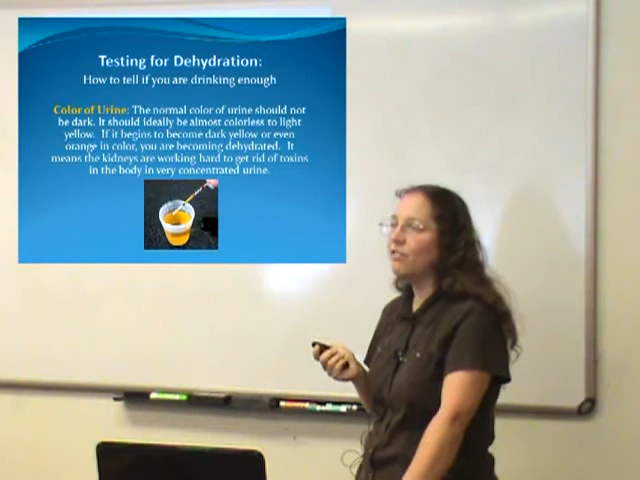 Testing for Dehydration:
How to tell if you are drinking enough
Color of Urine: The normal color of urine should not
be dark. It should ideally be almost colorless to light
yellow. If it begins to become dark yellow or even
orange in color, you are becoming dehydrated. It
means the kidneys are working hard to get rid of toxins
in the body in very concentrated urine.